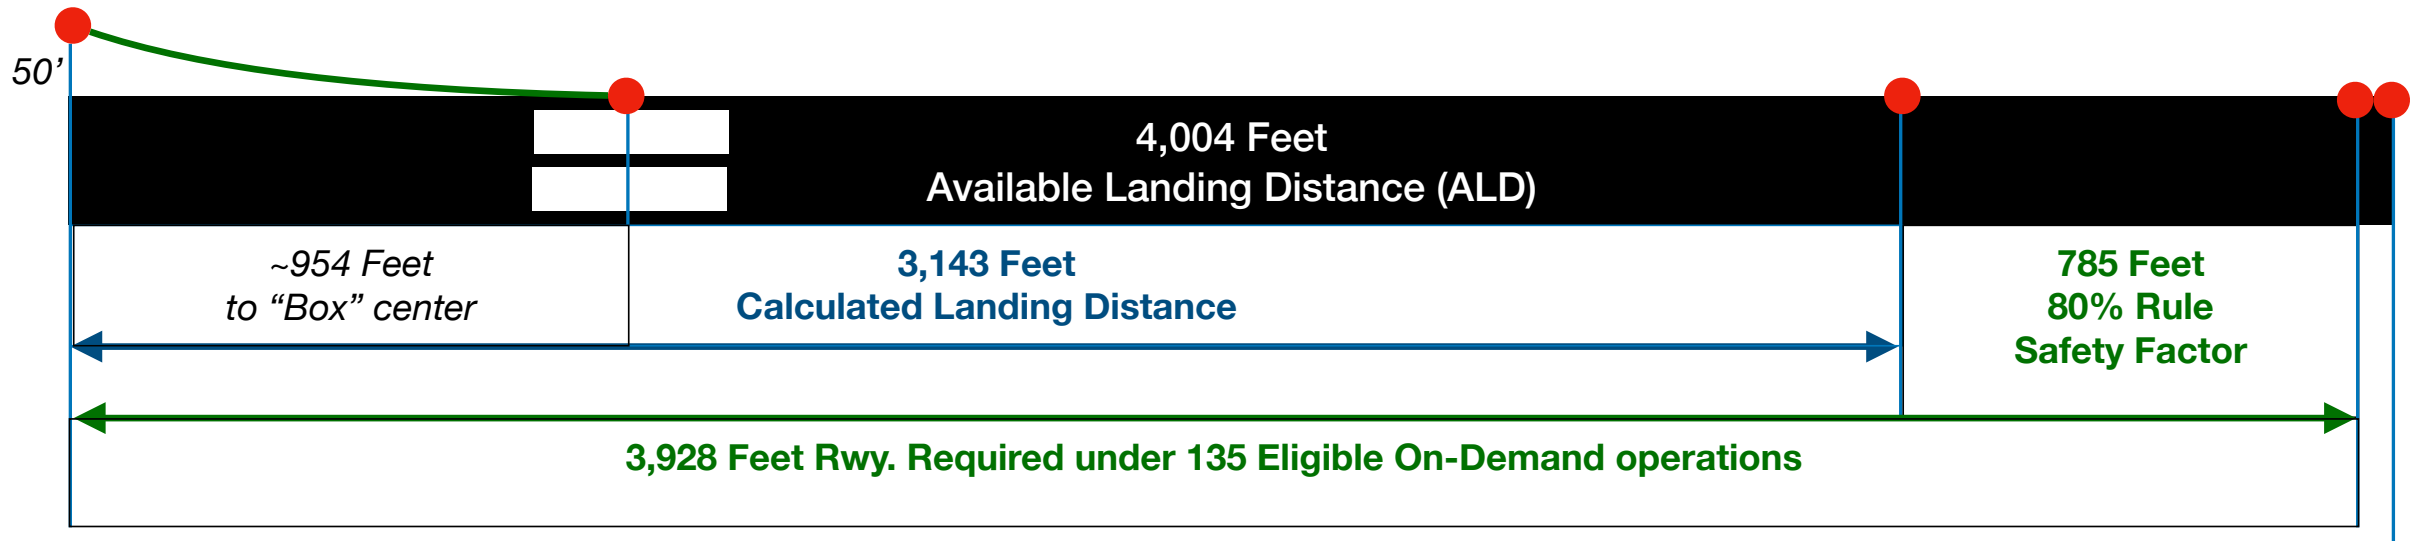 50’
4,004 Feet
Available Landing Distance (ALD)
~954 Feet
to “Box” center
3,143 Feet
Calculated Landing Distance
785 Feet
80% Rule
Safety Factor
3,928 Feet Rwy. Required under 135 Eligible On-Demand operations